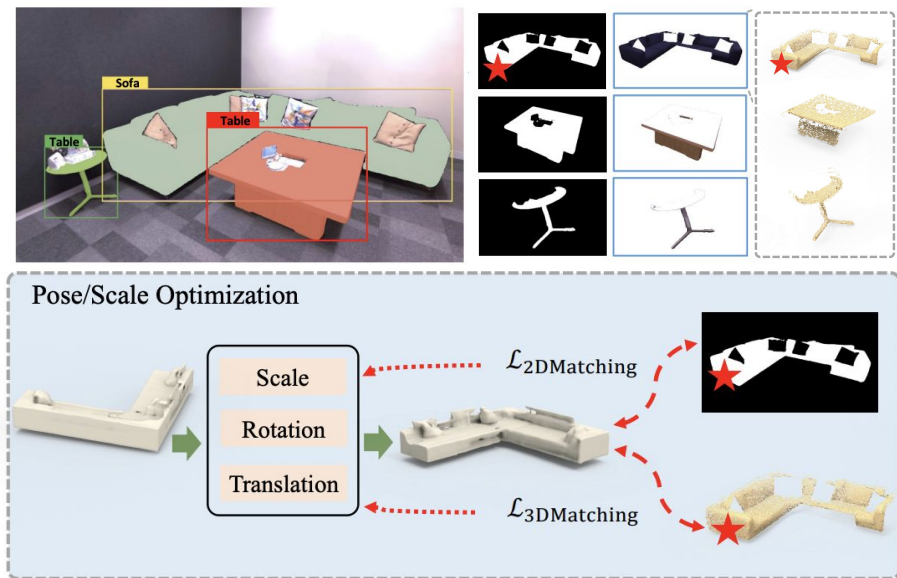 Sofa
Table
Table
Pose/Scale Optimization
Scale
Rotation
Translation
ℒ2DMatching
ℒ3DMatching